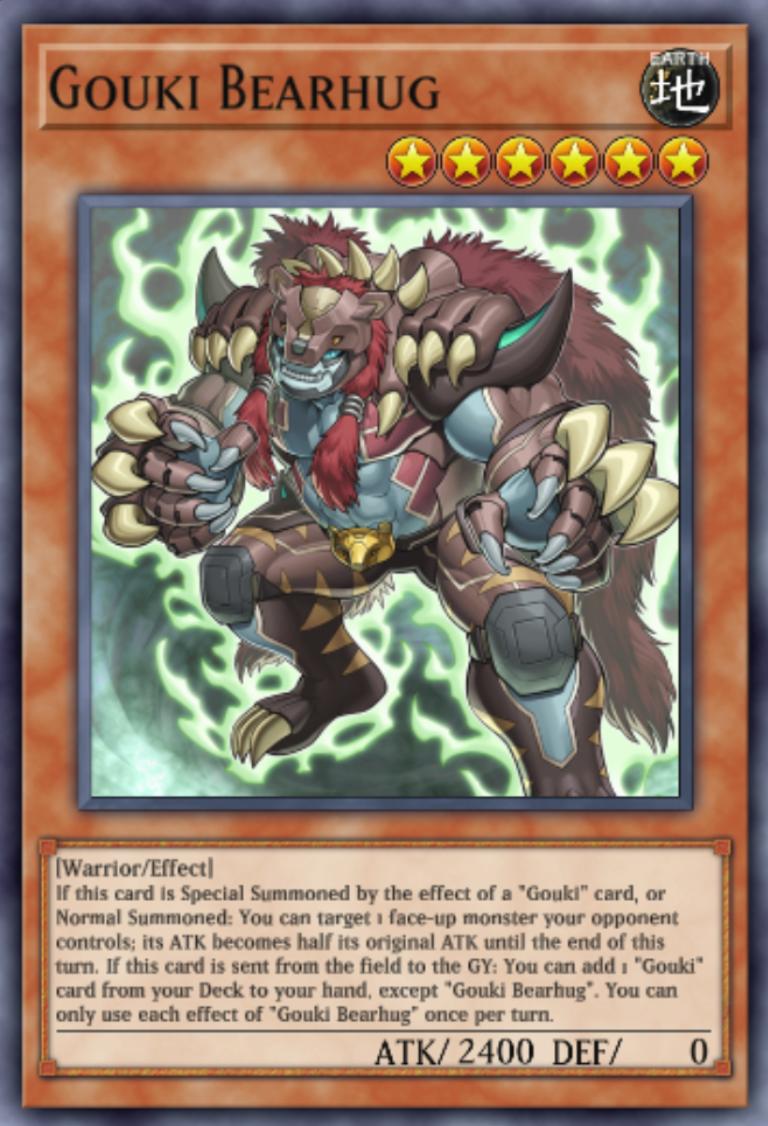 Gouki Bearhug
EARTH
地
[Warrior/Effect]
If this card is Special Summoned by the effect of a "Gouki" card, or
Normal Summoned: You can target 1 face-up monster your opponent
controls; its ATK becomes half its original ATK until the end of this
turn. If this card is sent from the field to the GY: You can add 1 "Gouki"
card from your Deck to your hand, except "Gouki Bearhug". You can
only use each effect of "Gouki Bearhug" once per turn.
ATK/ 2400 DEF/ 0